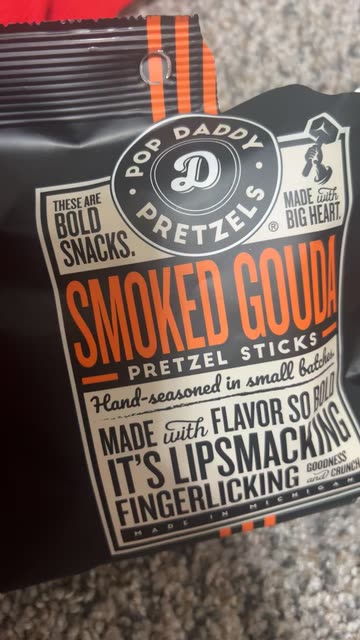 POP DADDY
D
PRETZELS
®
THESE ARE
BOLD
SNACKS.
MADE with
BIG HEART.
SMOKED GOUDA
PRETZEL STICKS
Hand-seasoned in small batches
MADE with FLAVOR SO BOLD
IT'S LIPSMACKING
FINGERLICKING
GOODNESS
and CRUNCH
MADE IN MICHIGAN